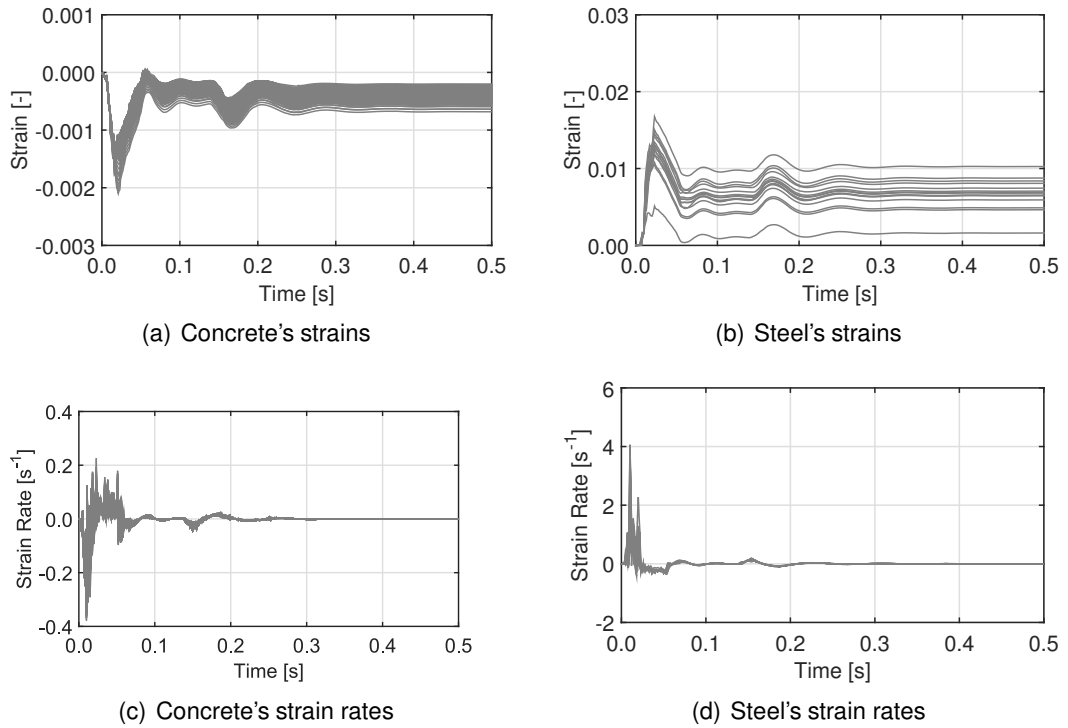 0.001
0.000
-0.001
-0.002
-0.003
Strain [-]
0.0 0.1 0.2 0.3 0.4 0.5
Time [s]
(a) Concrete's strains
0.03
0.02
0.01
0.00
Strain [-]
0.0 0.1 0.2 0.3 0.4 0.5
Time [s]
(b) Steel's strains
0.4
0.2
0.0
-0.2
-0.4
Strain Rate [s-1]
0.0 0.1 0.2 0.3 0.4 0.5
Time [s]
(c) Concrete's strain rates
6
4
2
0
-2
Strain Rate [s-1]
0.0 0.1 0.2 0.3 0.4 0.5
Time [s]
(d) Steel's strain rates